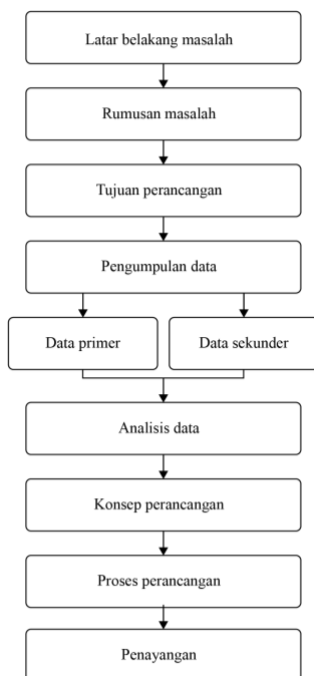 Latar belakang masalah
Rumusan masalah
Tujuan perancangan
Pengumpulan data
Data primer
Data sekunder
Analisis data
Konsep perancangan
Proses perancangan
Penayangan